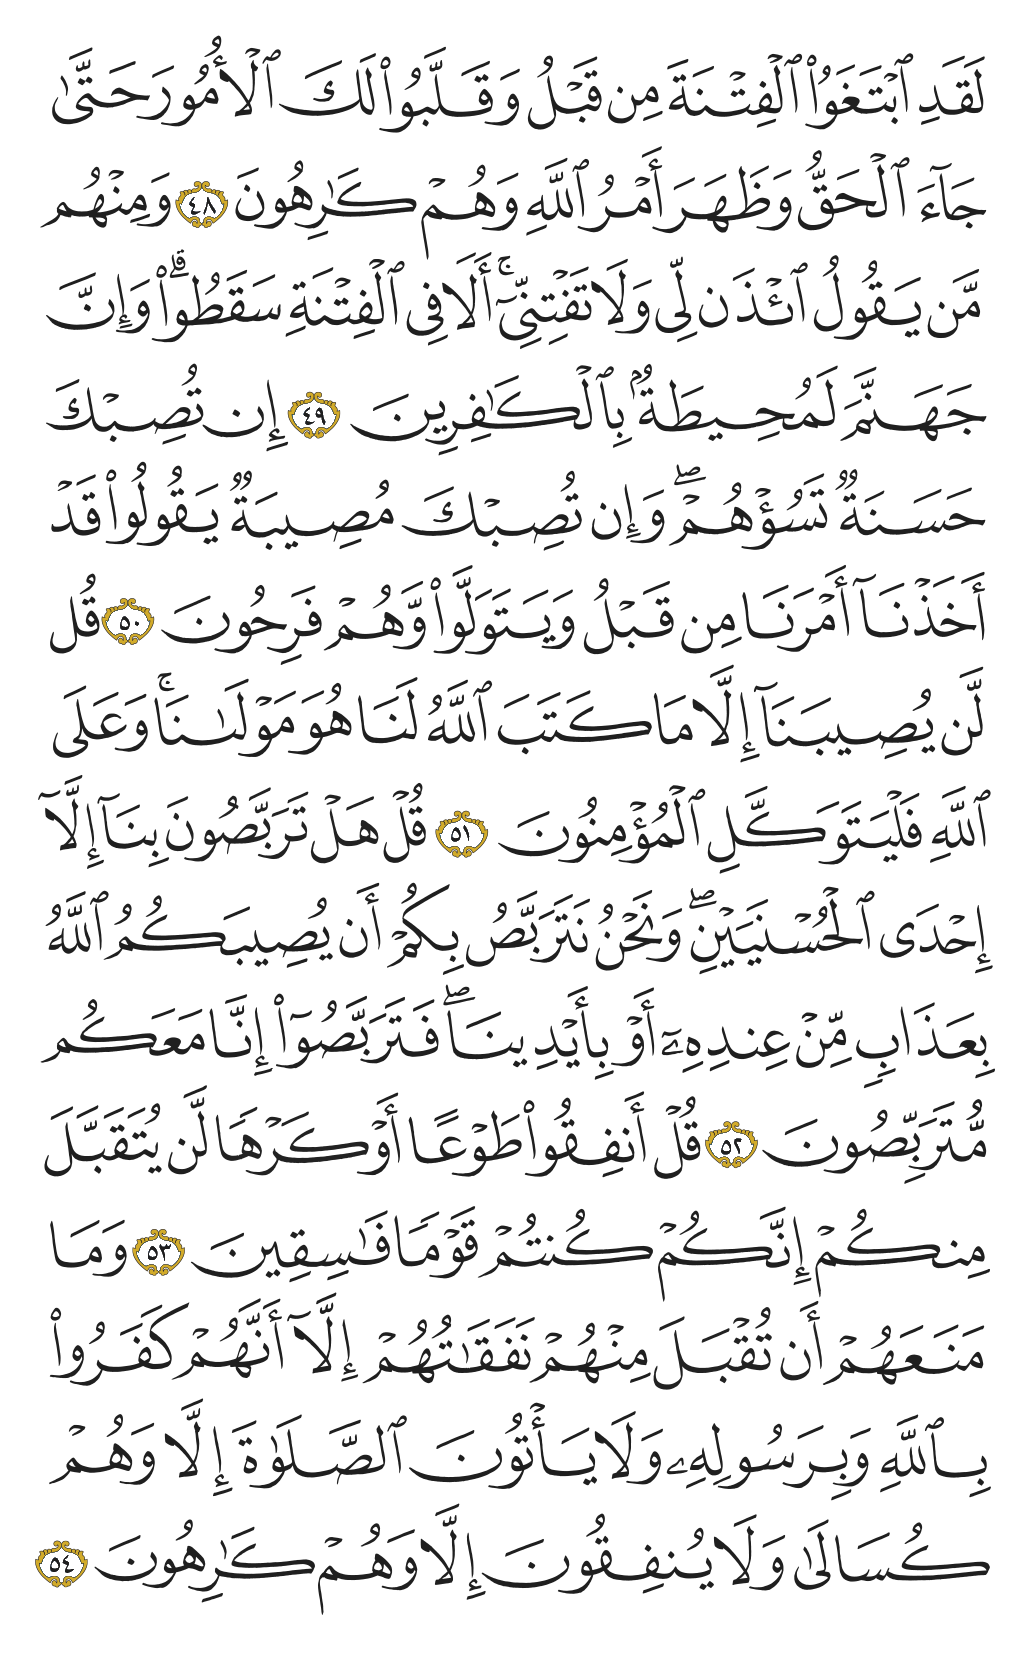 لَقَدِ ٱبۡتَغَوُاْ ٱلۡفِتۡنَةَ مِن قَبۡلُ وَقَلَّبُواْ لَكَ ٱلۡأُمُورَ حَتَّىٰ
جَآءَ ٱلۡحَقُّ وَظَهَرَ أَمۡرُ ٱللَّهِ وَهُمۡ كَٰرِهُونَ ٤٨ وَمِنۡهُم
مَّن يَقُولُ ٱئۡذَن لِّي وَلَا تَفۡتِنِّيٓۚ أَلَا فِي ٱلۡفِتۡنَةِ سَقَطُواْۗ وَإِنَّ
جَهَنَّمَ لَمُحِيطَةُۢ بِٱلۡكَٰفِرِينَ ٤٩ إِن تُصِبۡكَ
حَسَنَةٞ تَسُؤۡهُمۡۖ وَإِن تُصِبۡكَ مُصِيبَةٞ يَقُولُواْ قَدۡ
أَخَذۡنَآ أَمۡرَنَا مِن قَبۡلُ وَيَتَوَلَّواْ وَّهُمۡ فَرِحُونَ ٥٠ قُل
لَّن يُصِيبَنَآ إِلَّا مَا كَتَبَ ٱللَّهُ لَنَا هُوَ مَوۡلَىٰنَاۚ وَعَلَى
ٱللَّهِ فَلۡيَتَوَكَّلِ ٱلۡمُؤۡمِنُونَ ٥١ قُلۡ هَلۡ تَرَبَّصُونَ بِنَآ إِلَّآ
إِحۡدَى ٱلۡحُسۡنَيَيۡنِۖ وَنَحۡنُ نَتَرَبَّصُ بِكُمۡ أَن يُصِيبَكُمُ ٱللَّهُ
بِعَذَابٖ مِّنۡ عِندِهِۦٓ أَوۡ بِأَيۡدِينَاۖ فَتَرَبَّصُوٓاْ إِنَّا مَعَكُم
مُّتَرَبِّصُونَ ٥٢ قُلۡ أَنفِقُواْ طَوۡعًا أَوۡ كَرۡهٗا لَّن يُتَقَبَّلَ
مِنكُمۡ إِنَّكُمۡ كُنتُمۡ قَوۡمٗا فَٰسِقِينَ ٥٣ وَمَا
مَنَعَهُمۡ أَن تُقۡبَلَ مِنۡهُمۡ نَفَقَٰتُهُمۡ إِلَّآ أَنَّهُمۡ كَفَرُواْ
بِٱللَّهِ وَبِرَسُولِهِۦ وَلَا يَأۡتُونَ ٱلصَّلَوٰةَ إِلَّا وَهُمۡ
كُسَالَىٰ وَلَا يُنفِقُونَ إِلَّا وَهُمۡ كَٰرِهُونَ ٥٤